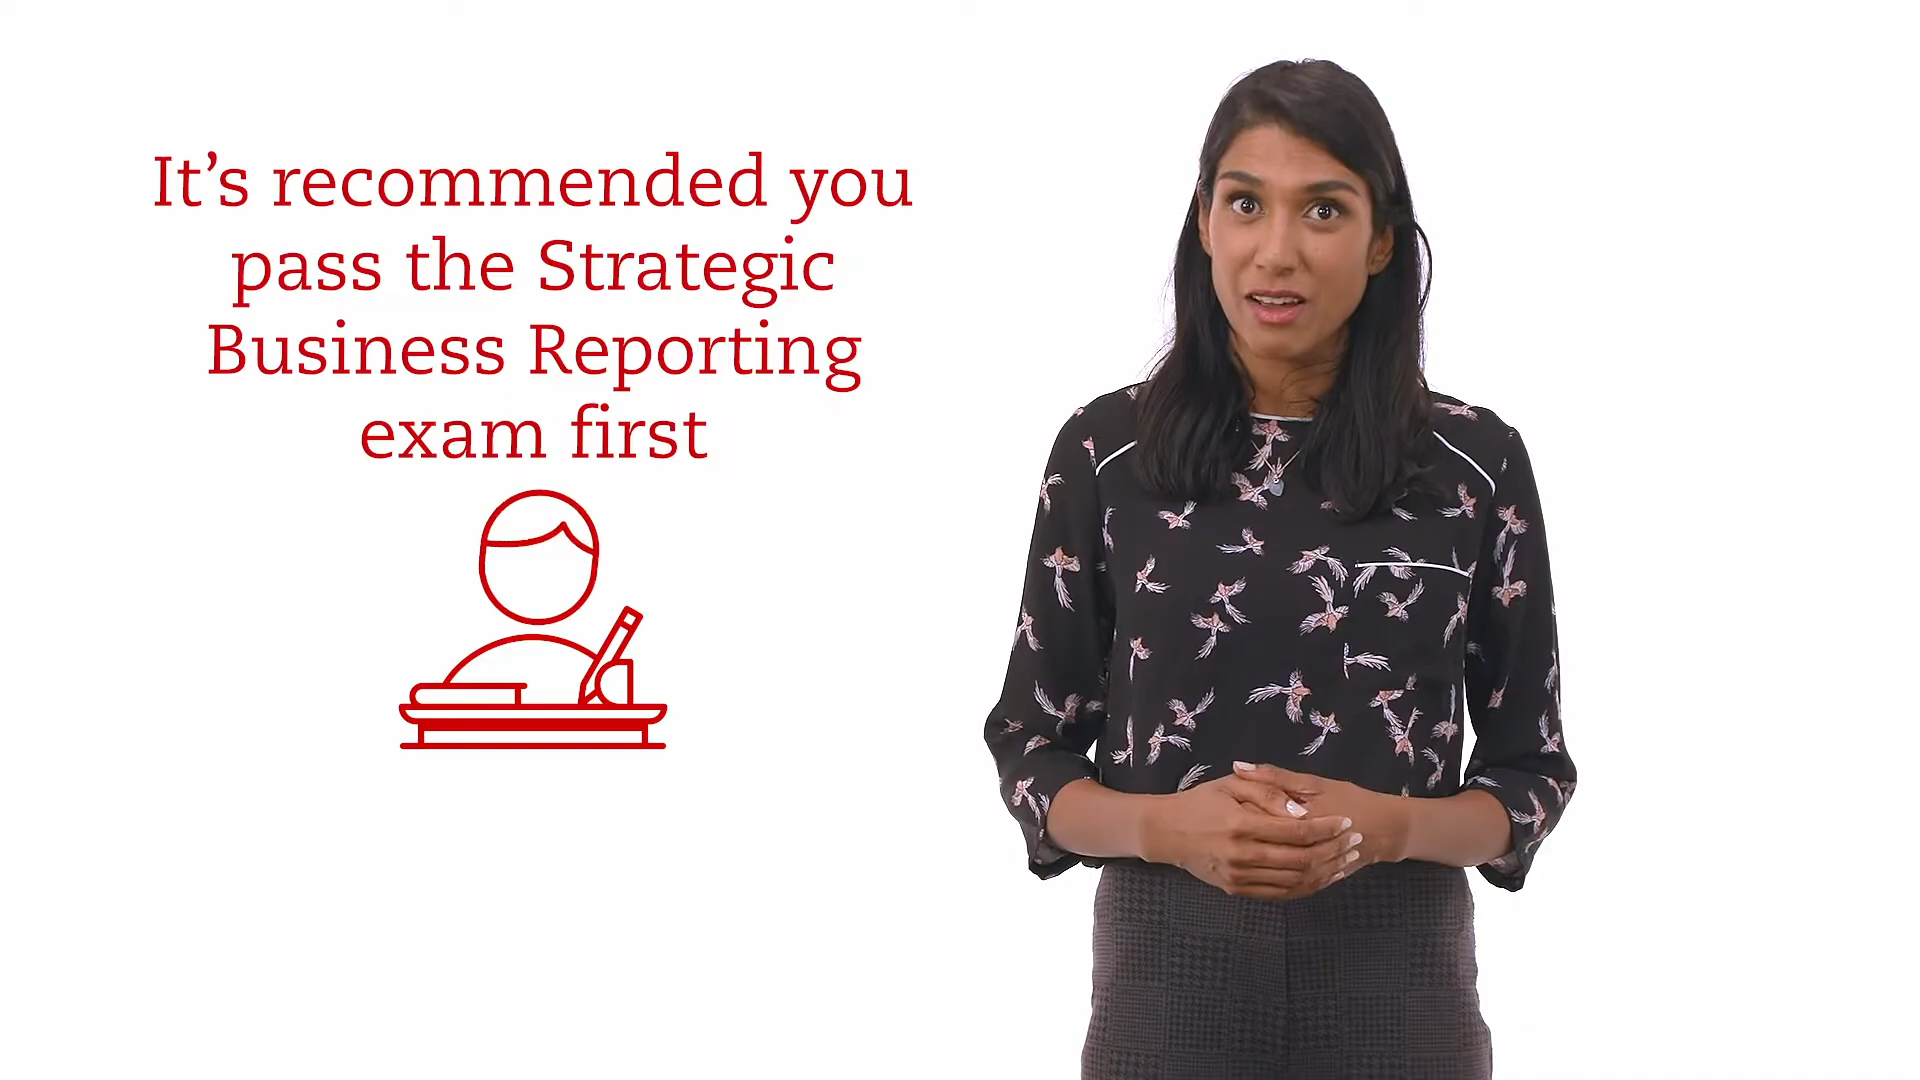 It’s recommended you
pass the Strategic
Business Reporting
exam first